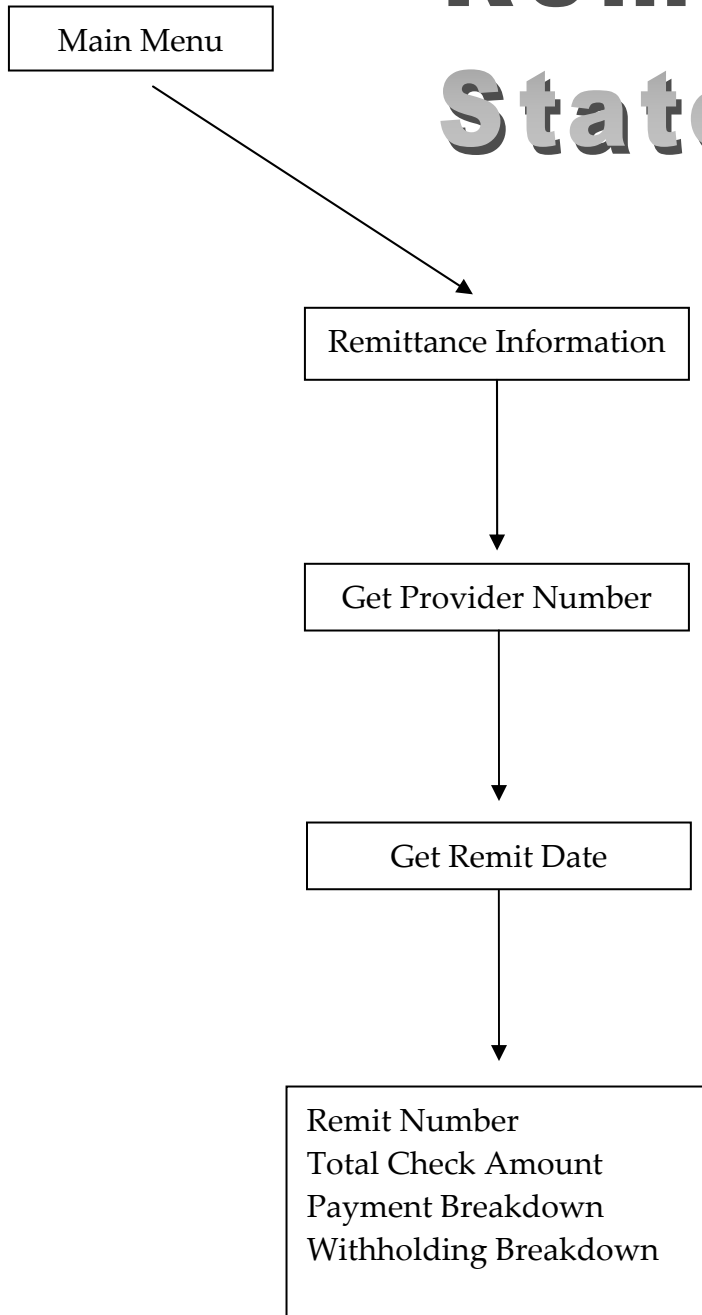 Main Menu
Remittance Information
Get Provider Number
Get Remit Date
Remit Number
Total Check Amount
Payment Breakdown
Withholding Breakdown